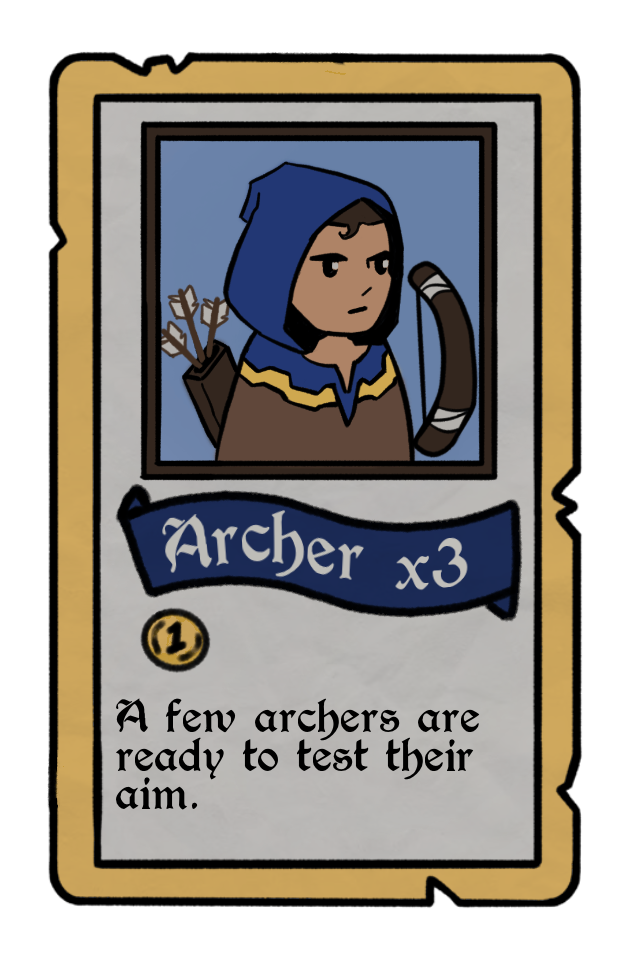 Archer x3
1
A few archers are
ready to test their
aim.